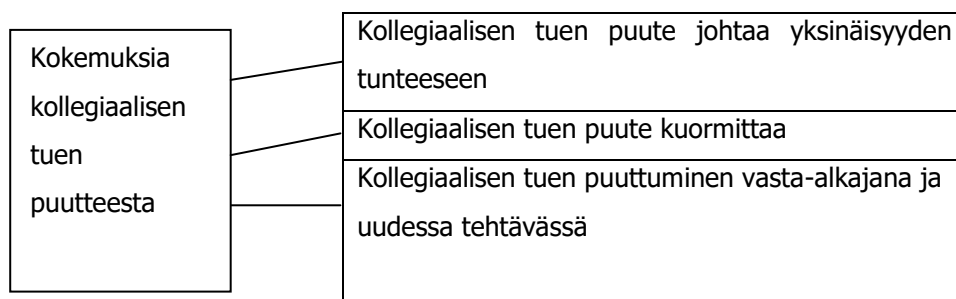 Kokemuksia
kollegiaalisen
tuen
puutteesta
Kollegiaalisen tuen puute johtaa yksinäisyyden
tunteeseen
Kollegiaalisen tuen puute kuormittaa
Kollegiaalisen tuen puuttuminen vasta-alkajana ja
uudessa tehtävässä